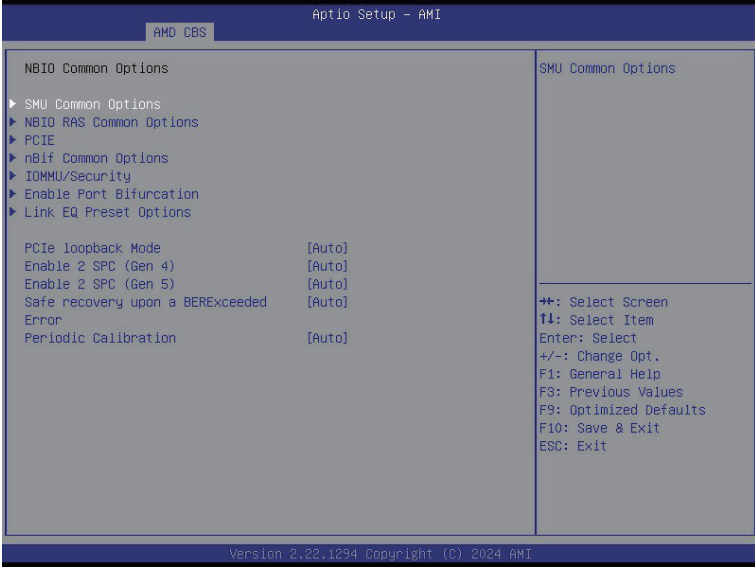 Aptio Setup – AMI
AMD CBS
NBIO Common Options
SMU Common Options
NBIO RAS Common Options
PCIE
nBif Common Options
IOMMU/Security
Enable Port Bifurcation
Link EQ Preset Options
PCIe loopback Mode [Auto]
Enable 2 SPC (Gen 4) [Auto]
Enable 2 SPC (Gen 5) [Auto]
Safe recovery upon a BERExceeded [Auto]
Error
Periodic Calibration [Auto]
SMU Common Options
→←: Select Screen
↑↓: Select Item
Enter: Select
+/-: Change Opt.
F1: General Help
F3: Previous Values
F9: Optimized Defaults
F10: Save & Exit
ESC: Exit
Version 2.22.1294 Copyright (C) 2024 AMI